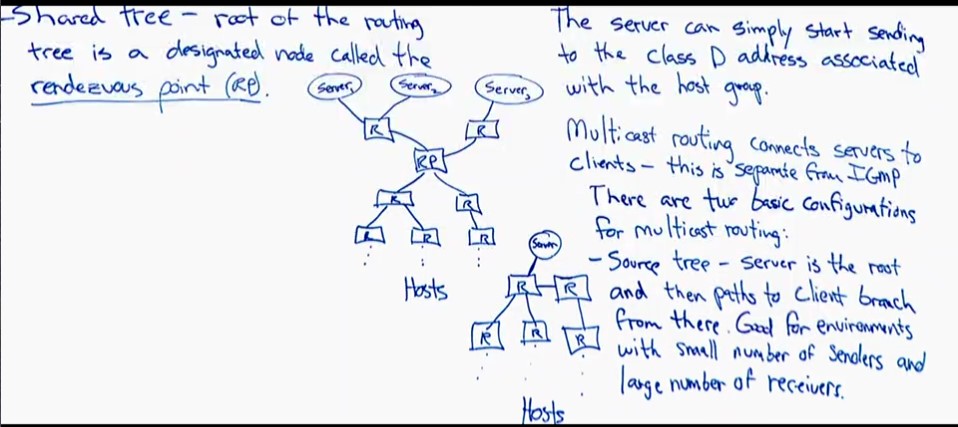 - Shared tree - root of the routing
tree is a designated node called the
rendezvous point (RP).
Server1 Server2 Server3
R R
RP
R R
R R R
Hosts
The server can simply start sending
to the class D address associated
with the host group.
Multicast routing connects servers to
clients - this is separate from IGMP
There are two basic configurations
for multicast routing:
- Source tree - server is the root
and then paths to client branch
from there. Good for environments
with small number of senders and
large number of receivers.
Server
R R
R R R
Hosts